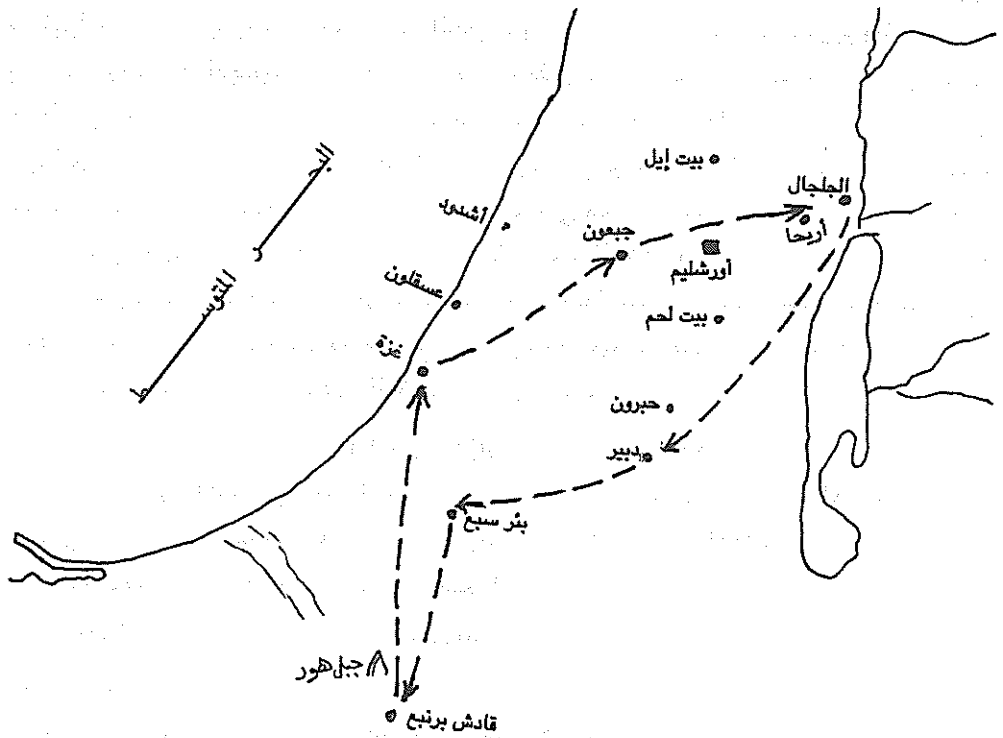 البحر
المتوسط
بيت إيل
الجلجال
أشدود
أريحا
جبعون
أورشليم
عسقلون
بيت لحم
غزة
حبرون
دبير
بئر سبع
جبل هور
قادش برنبع